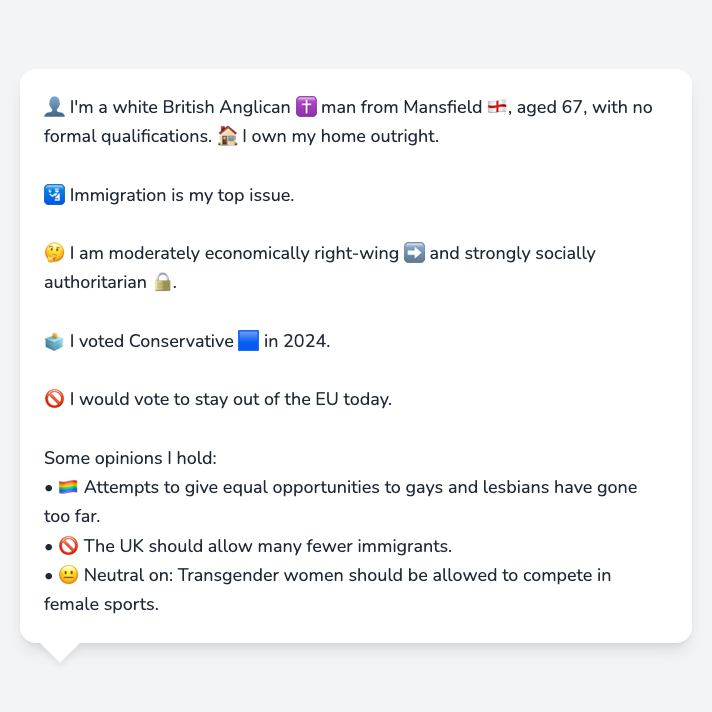 👤 I'm a white British Anglican ✝️ man from Mansfield 🏴󠁧󠁢󠁥󠁮󠁧󠁿, aged 67, with no
formal qualifications. 🏠 I own my home outright.
🛂 Immigration is my top issue.
🤔 I am moderately economically right-wing ➡️ and strongly socially
authoritarian 🔒.
🗳️ I voted Conservative 🟦 in 2024.
🚫 I would vote to stay out of the EU today.
Some opinions I hold:
• 🏳️‍🌈 Attempts to give equal opportunities to gays and lesbians have gone
too far.
• 🚫 The UK should allow many fewer immigrants.
• 😐 Neutral on: Transgender women should be allowed to compete in
female sports.